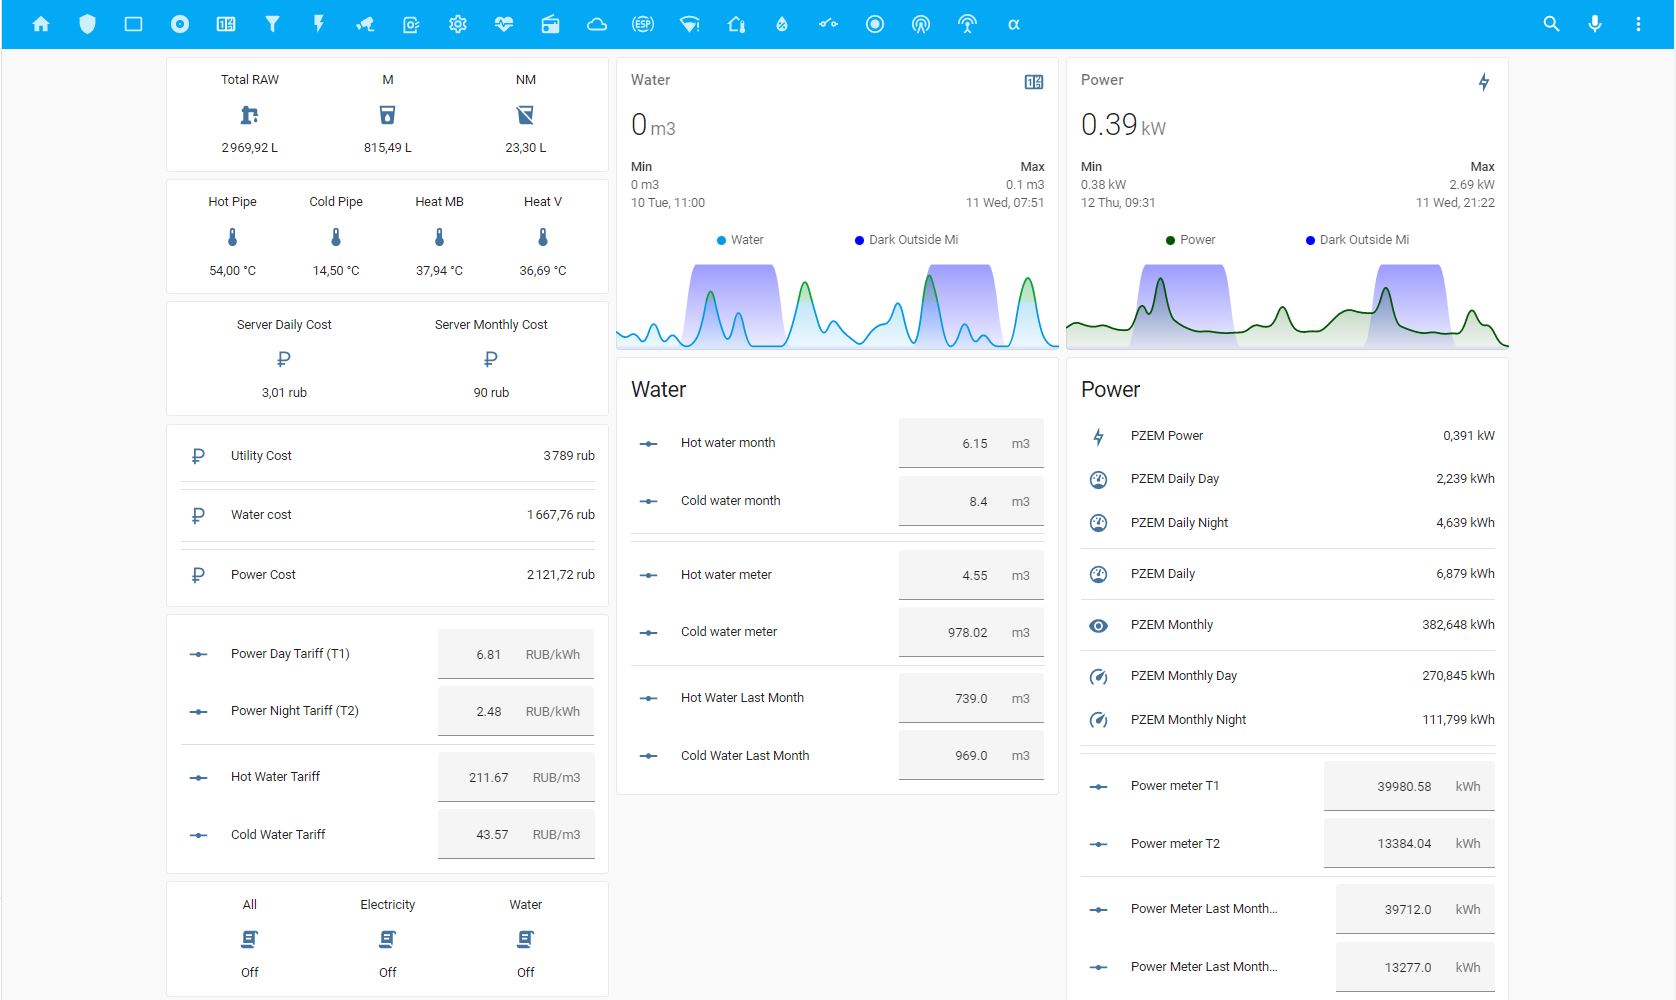 ESP
α
Total RAW M NM
2 969,92 L 815,49 L 23,30 L
Hot Pipe Cold Pipe Heat MB Heat V
54,00 °C 14,50 °C 37,94 °C 36,69 °C
Server Daily Cost Server Monthly Cost
3,01 rub 90 rub
Utility Cost 3 789 rub
Water cost 1 667,76 rub
Power Cost 2 121,72 rub
Power Day Tariff (T1) 6.81 RUB/kWh
Power Night Tariff (T2) 2.48 RUB/kWh
Hot Water Tariff 211.67 RUB/m3
Cold Water Tariff 43.57 RUB/m3
All Electricity Water
Off Off Off
Water
0 m3
Min Max
0 m3 0.1 m3
10 Tue, 11:00 11 Wed, 07:51
Water Dark Outside Mi
Water
Hot water month 6.15 m3
Cold water month 8.4 m3
Hot water meter 4.55 m3
Cold water meter 978.02 m3
Hot Water Last Month 739.0 m3
Cold Water Last Month 969.0 m3
Power
0.39 kW
Min Max
0.38 kW 2.69 kW
12 Thu, 09:31 11 Wed, 21:22
Power Dark Outside Mi
Power
PZEM Power 0,391 kW
PZEM Daily Day 2,239 kWh
PZEM Daily Night 4,639 kWh
PZEM Daily 6,879 kWh
PZEM Monthly 382,648 kWh
PZEM Monthly Day 270,845 kWh
PZEM Monthly Night 111,799 kWh
Power meter T1 39980.58 kWh
Power meter T2 13384.04 kWh
Power Meter Last Month... 39712.0 kWh
Power Meter Last Month... 13277.0 kWh